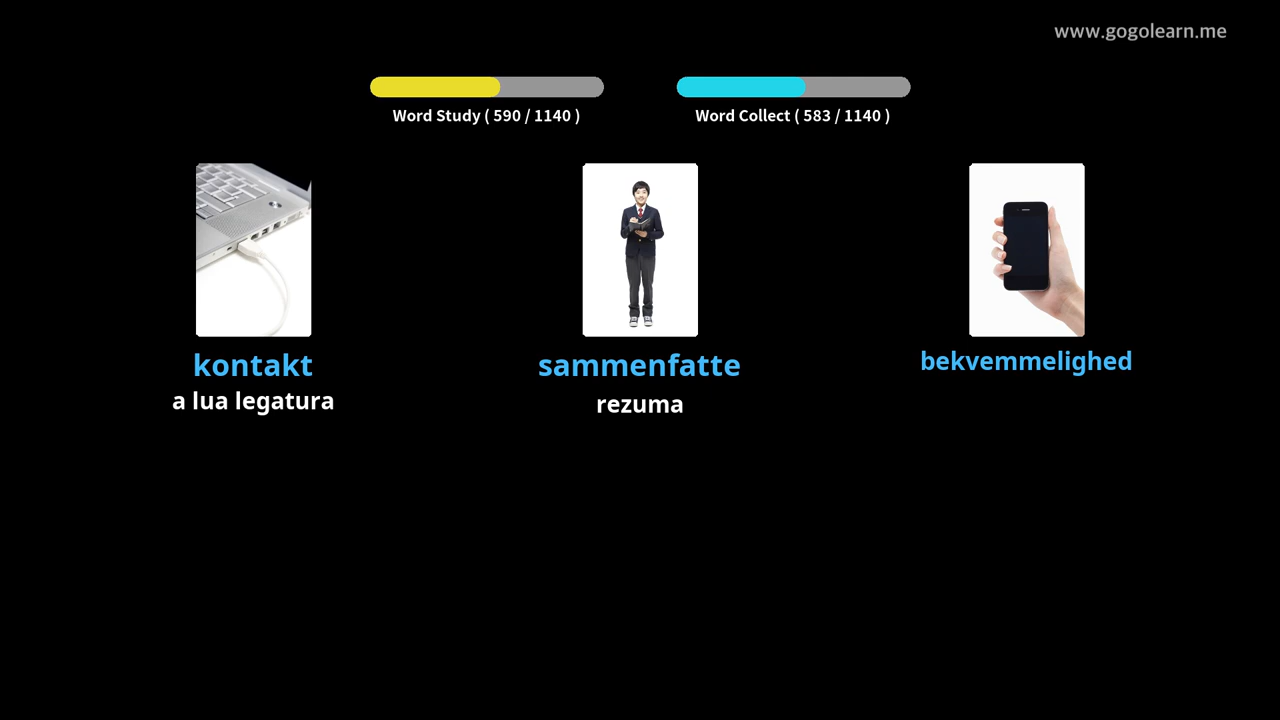 www.gogolearn.me
Word Study ( 590 / 1140 )
Word Collect ( 583 / 1140 )
kontakt
a lua legatura
sammenfatte
rezuma
bekvemmelighed